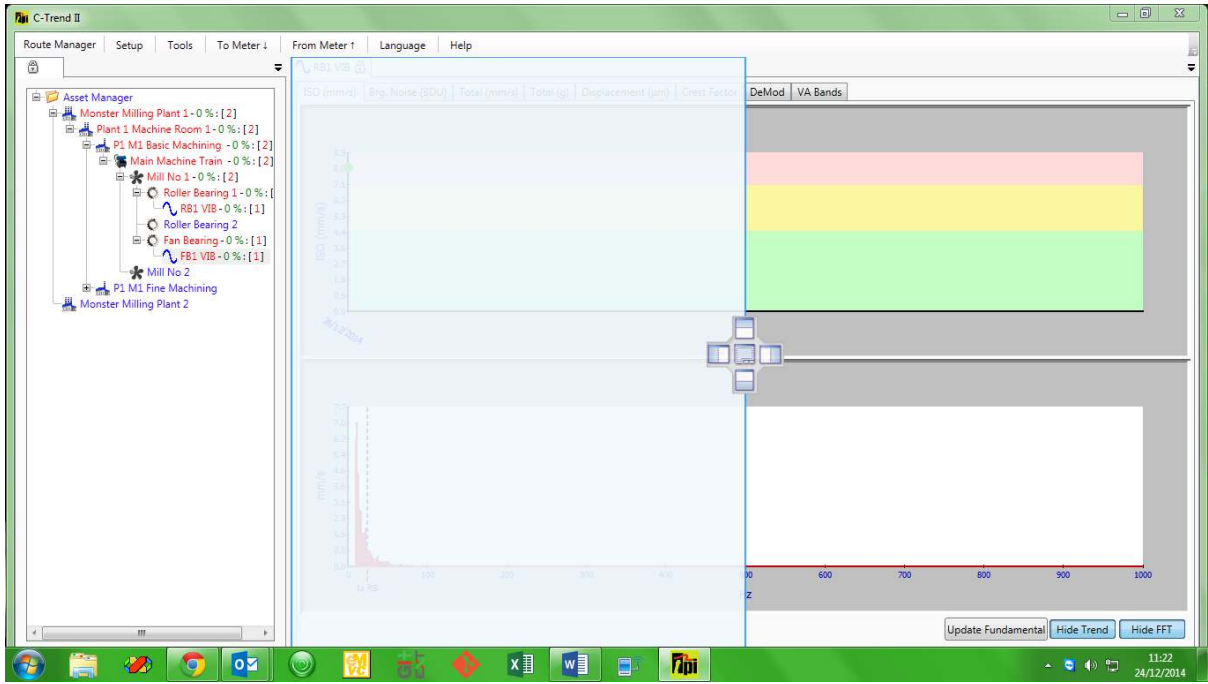 C-Trend II
Route Manager Setup Tools To Meter ↓ From Meter ↑ Language Help
RB1 VIB
ISO (mm/s) Brg. Noise (BDU) Total (mm/s) Total (g) Displacement (μm) Crest Factor DeMod VA Bands
Asset Manager
Monster Milling Plant 1 - 0 % : [2]
Plant 1 Machine Room 1 - 0 % : [2]
P1 M1 Basic Machining - 0 % : [2]
Main Machine Train - 0 % : [2]
Mill No 1 - 0 % : [2]
Roller Bearing 1 - 0 % : [
RB1 VIB - 0 % : [1]
Roller Bearing 2
Fan Bearing - 0 % : [1]
FB1 VIB - 0 % : [1]
Mill No 2
P1 M1 Fine Machining
Monster Milling Plant 2
ISO (mm/s)
0.0
mm/s
0 100 200 300 400 00 600 700 800 900 1000
z
Update Fundamental Hide Trend Hide FFT
11:22
24/12/2014